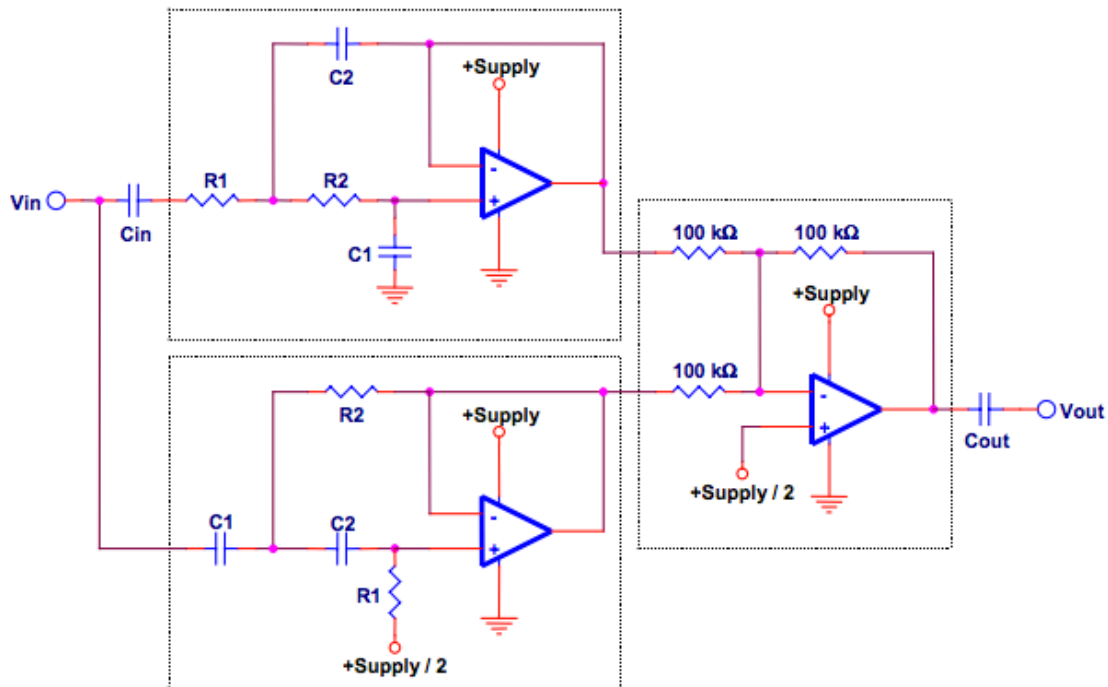 C2
+Supply
-
+
R1
R2
Vin
Cin
C1
100 kΩ
100 kΩ
+Supply
R2
+Supply
100 kΩ
-
+
Vout
Cout
+Supply / 2
C1
C2
-
+
R1
+Supply / 2